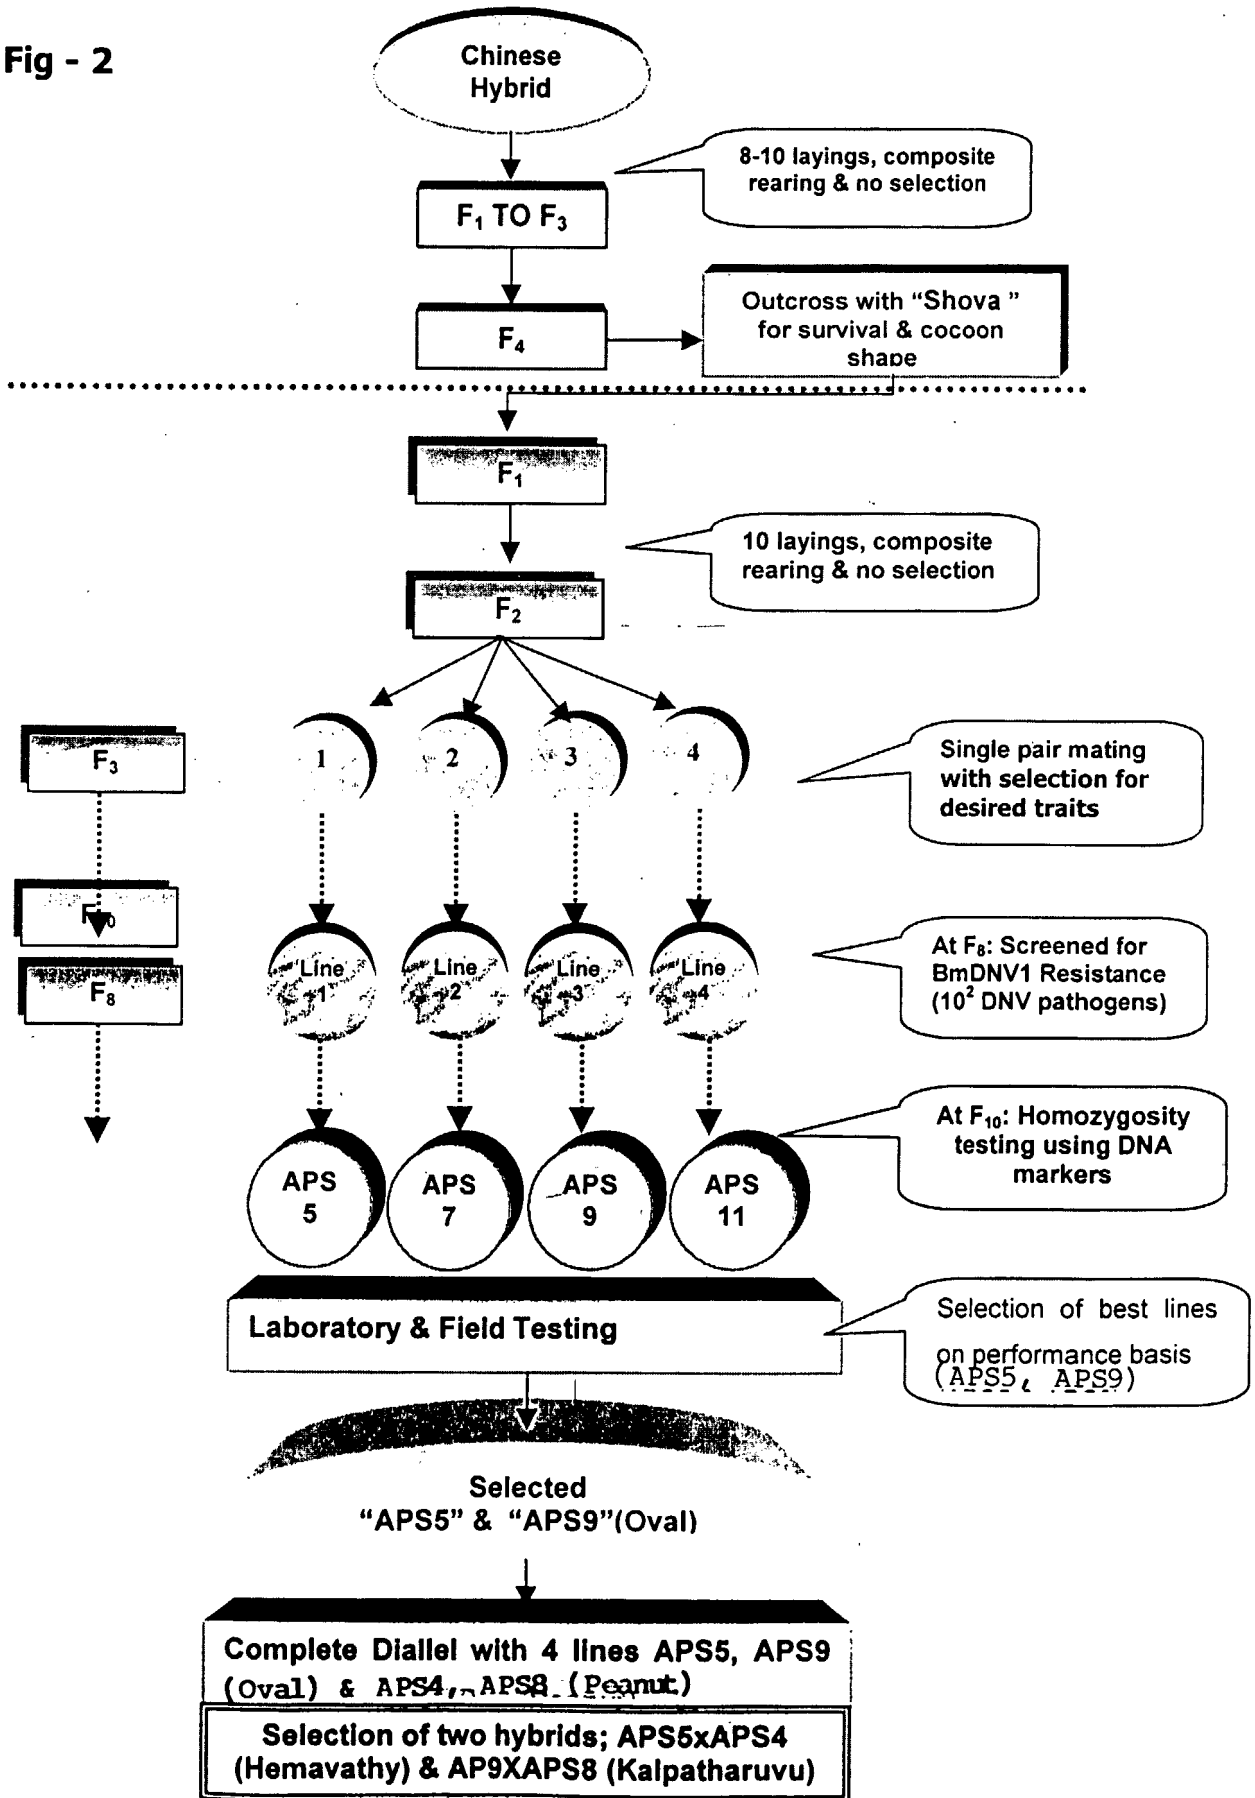 Fig - 2
Chinese
Hybrid
8-10 layings, composite
rearing & no selection
F₁ TO F₃
F₄
Outcross with “Shova ”
for survival & cocoon
shape
F₁
10 layings, composite
rearing & no selection
F₂
F₃
1
2
3
4
Single pair mating
with selection for
desired traits
F₈
Line
1
Line
2
Line
3
Line
4
At F₈: Screened for
BmDNV1 Resistance
(10² DNV pathogens)
At F₁₀: Homozygosity
testing using DNA
markers
APS
5
APS
7
APS
9
APS
11
Laboratory & Field Testing
Selection of best lines
on performance basis
(APS5, APS9)
Selected
“APS5” & “APS9”(Oval)
Complete Diallel with 4 lines APS5, APS9
(Oval) & APS4, APS8 (Peanut)
Selection of two hybrids; APS5xAPS4
(Hemavathy) & AP9XAPS8 (Kalpatharuvu)